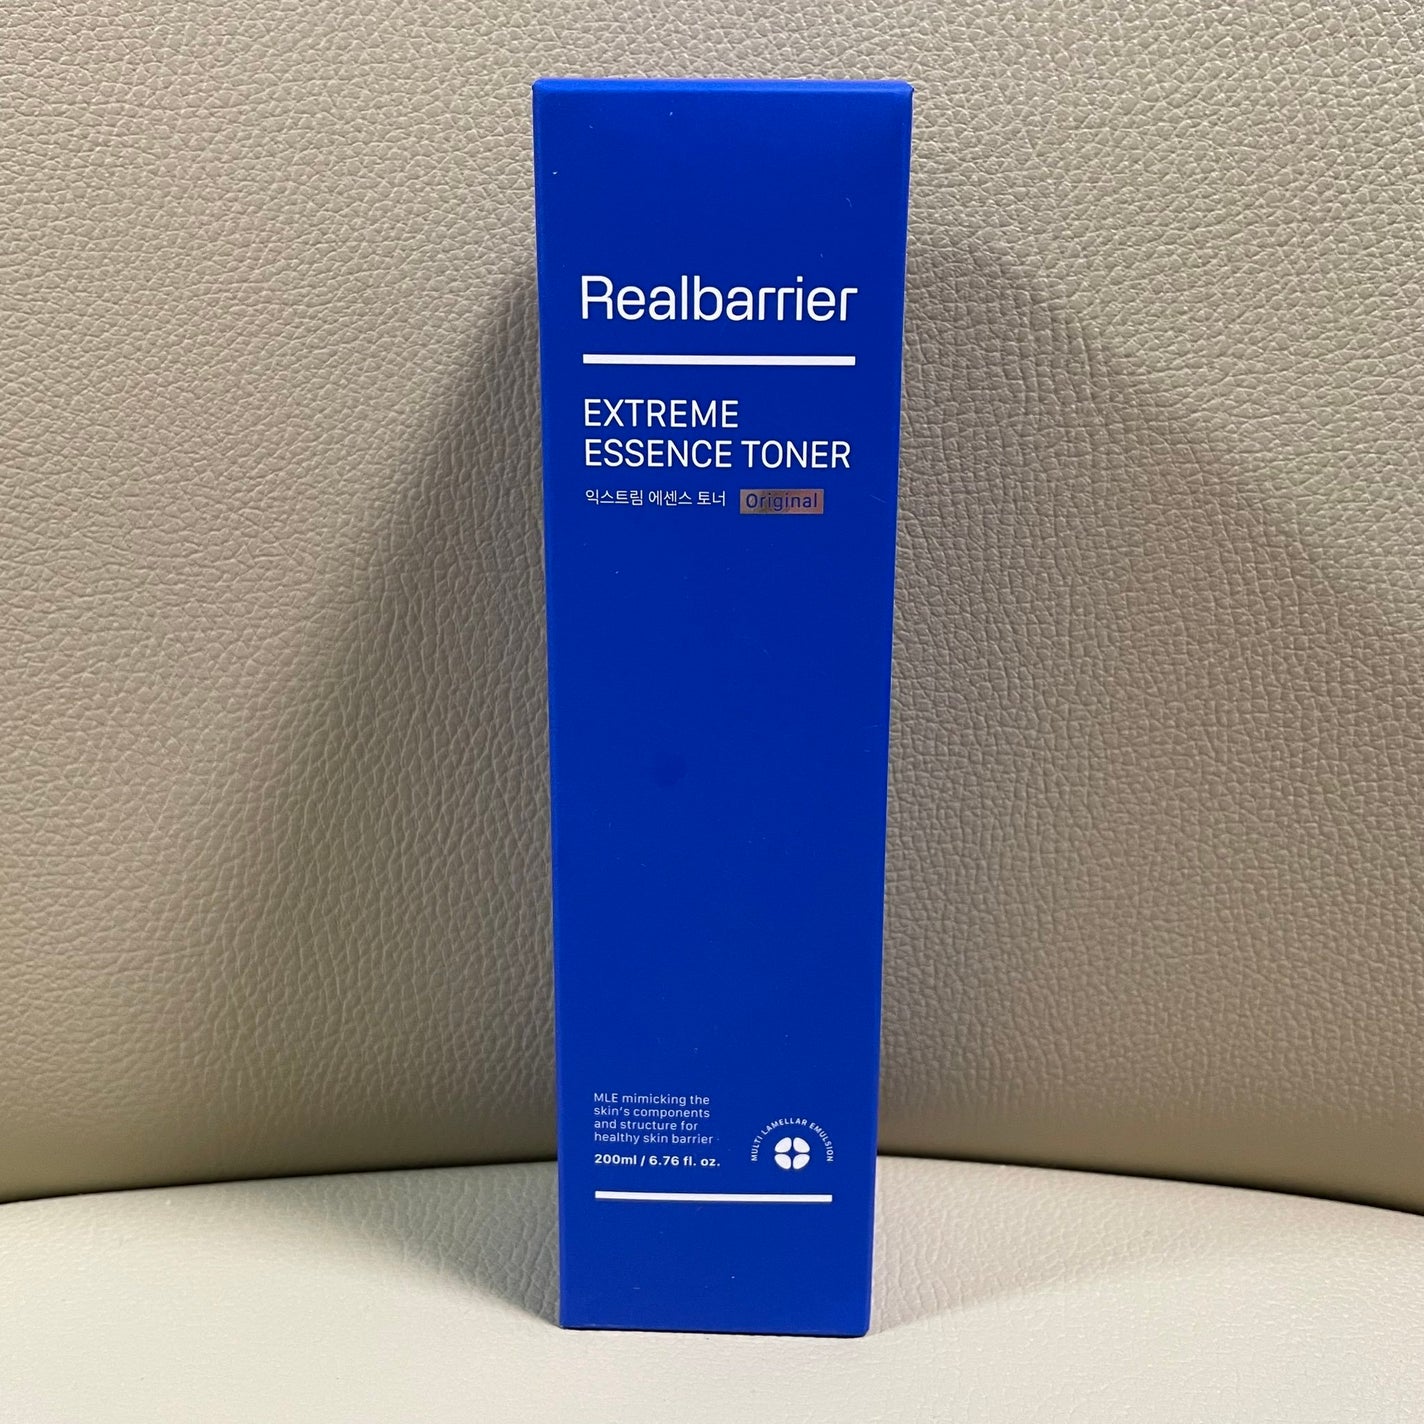 Realbarrier
EXTREME
ESSENCE TONER
익스트림 에센스 토너 Original
MLE mimicking the
skin's components
and structure for
healthy skin barrier
200ml / 6.76 fl. oz.
MULTI LAMELLAR EMULSION